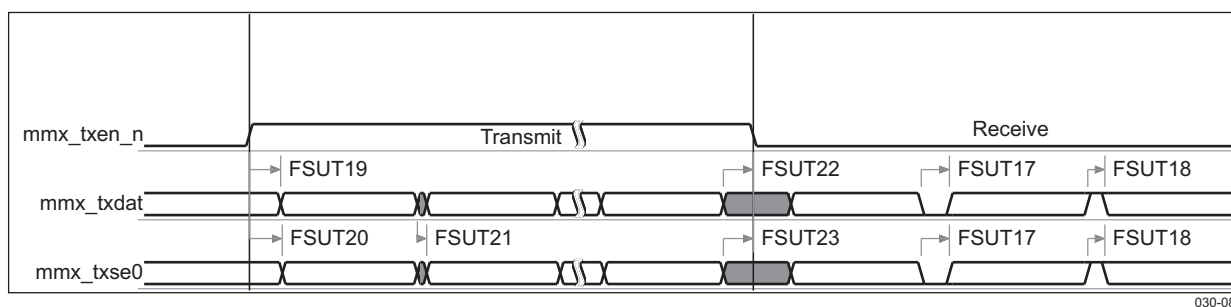 mmx_txen_n
Transmit
Receive
FSUT19
FSUT22
FSUT17
FSUT18
mmx_txdat
FSUT20
FSUT21
FSUT23
FSUT17
FSUT18
mmx_txse0